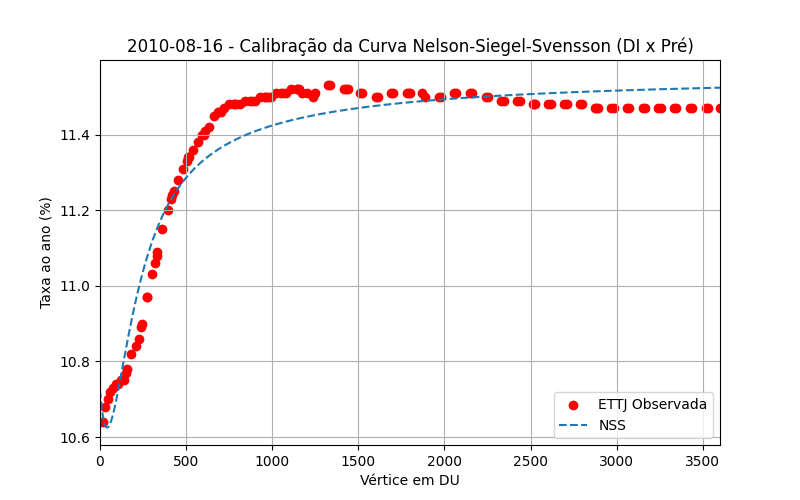 2010-08-16 - Calibração da Curva Nelson-Siegel-Svensson (DI x Pré)
Taxa ao ano (%)
11.4
11.2
11.0
10.8
10.6
ETTJ Observada
NSS
0 500 1000 1500 2000 2500 3000 3500
Vértice em DU